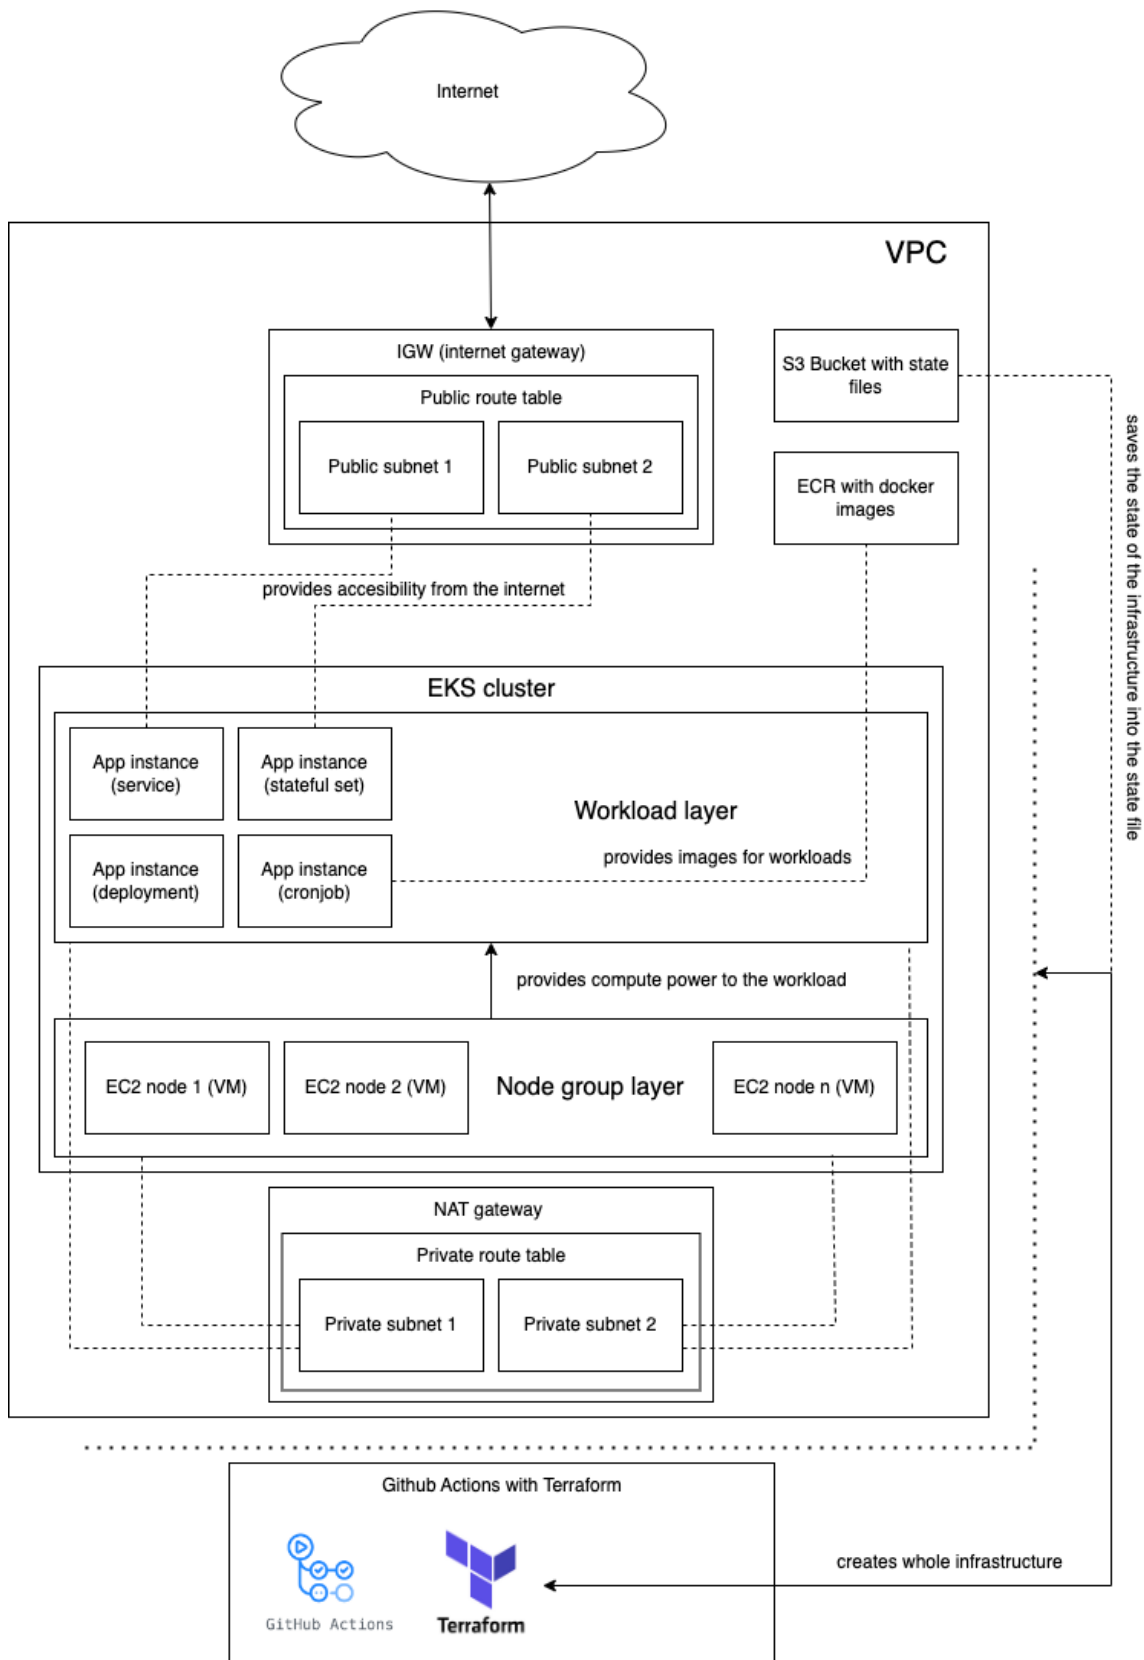 Internet
VPC
IGW (internet gateway)
Public route table
Public subnet 1
Public subnet 2
S3 Bucket with state
files
ECR with docker
images
saves the state of the infrastructure into the state file
provides accesibility from the internet
EKS cluster
App instance
(service)
App instance
(stateful set)
Workload layer
App instance
(deployment)
App instance
(cronjob)
provides images for workloads
provides compute power to the workload
EC2 node 1 (VM)
EC2 node 2 (VM)
Node group layer
EC2 node n (VM)
NAT gateway
Private route table
Private subnet 1
Private subnet 2
Github Actions with Terraform
creates whole infrastructure
GitHub Actions
Terraform